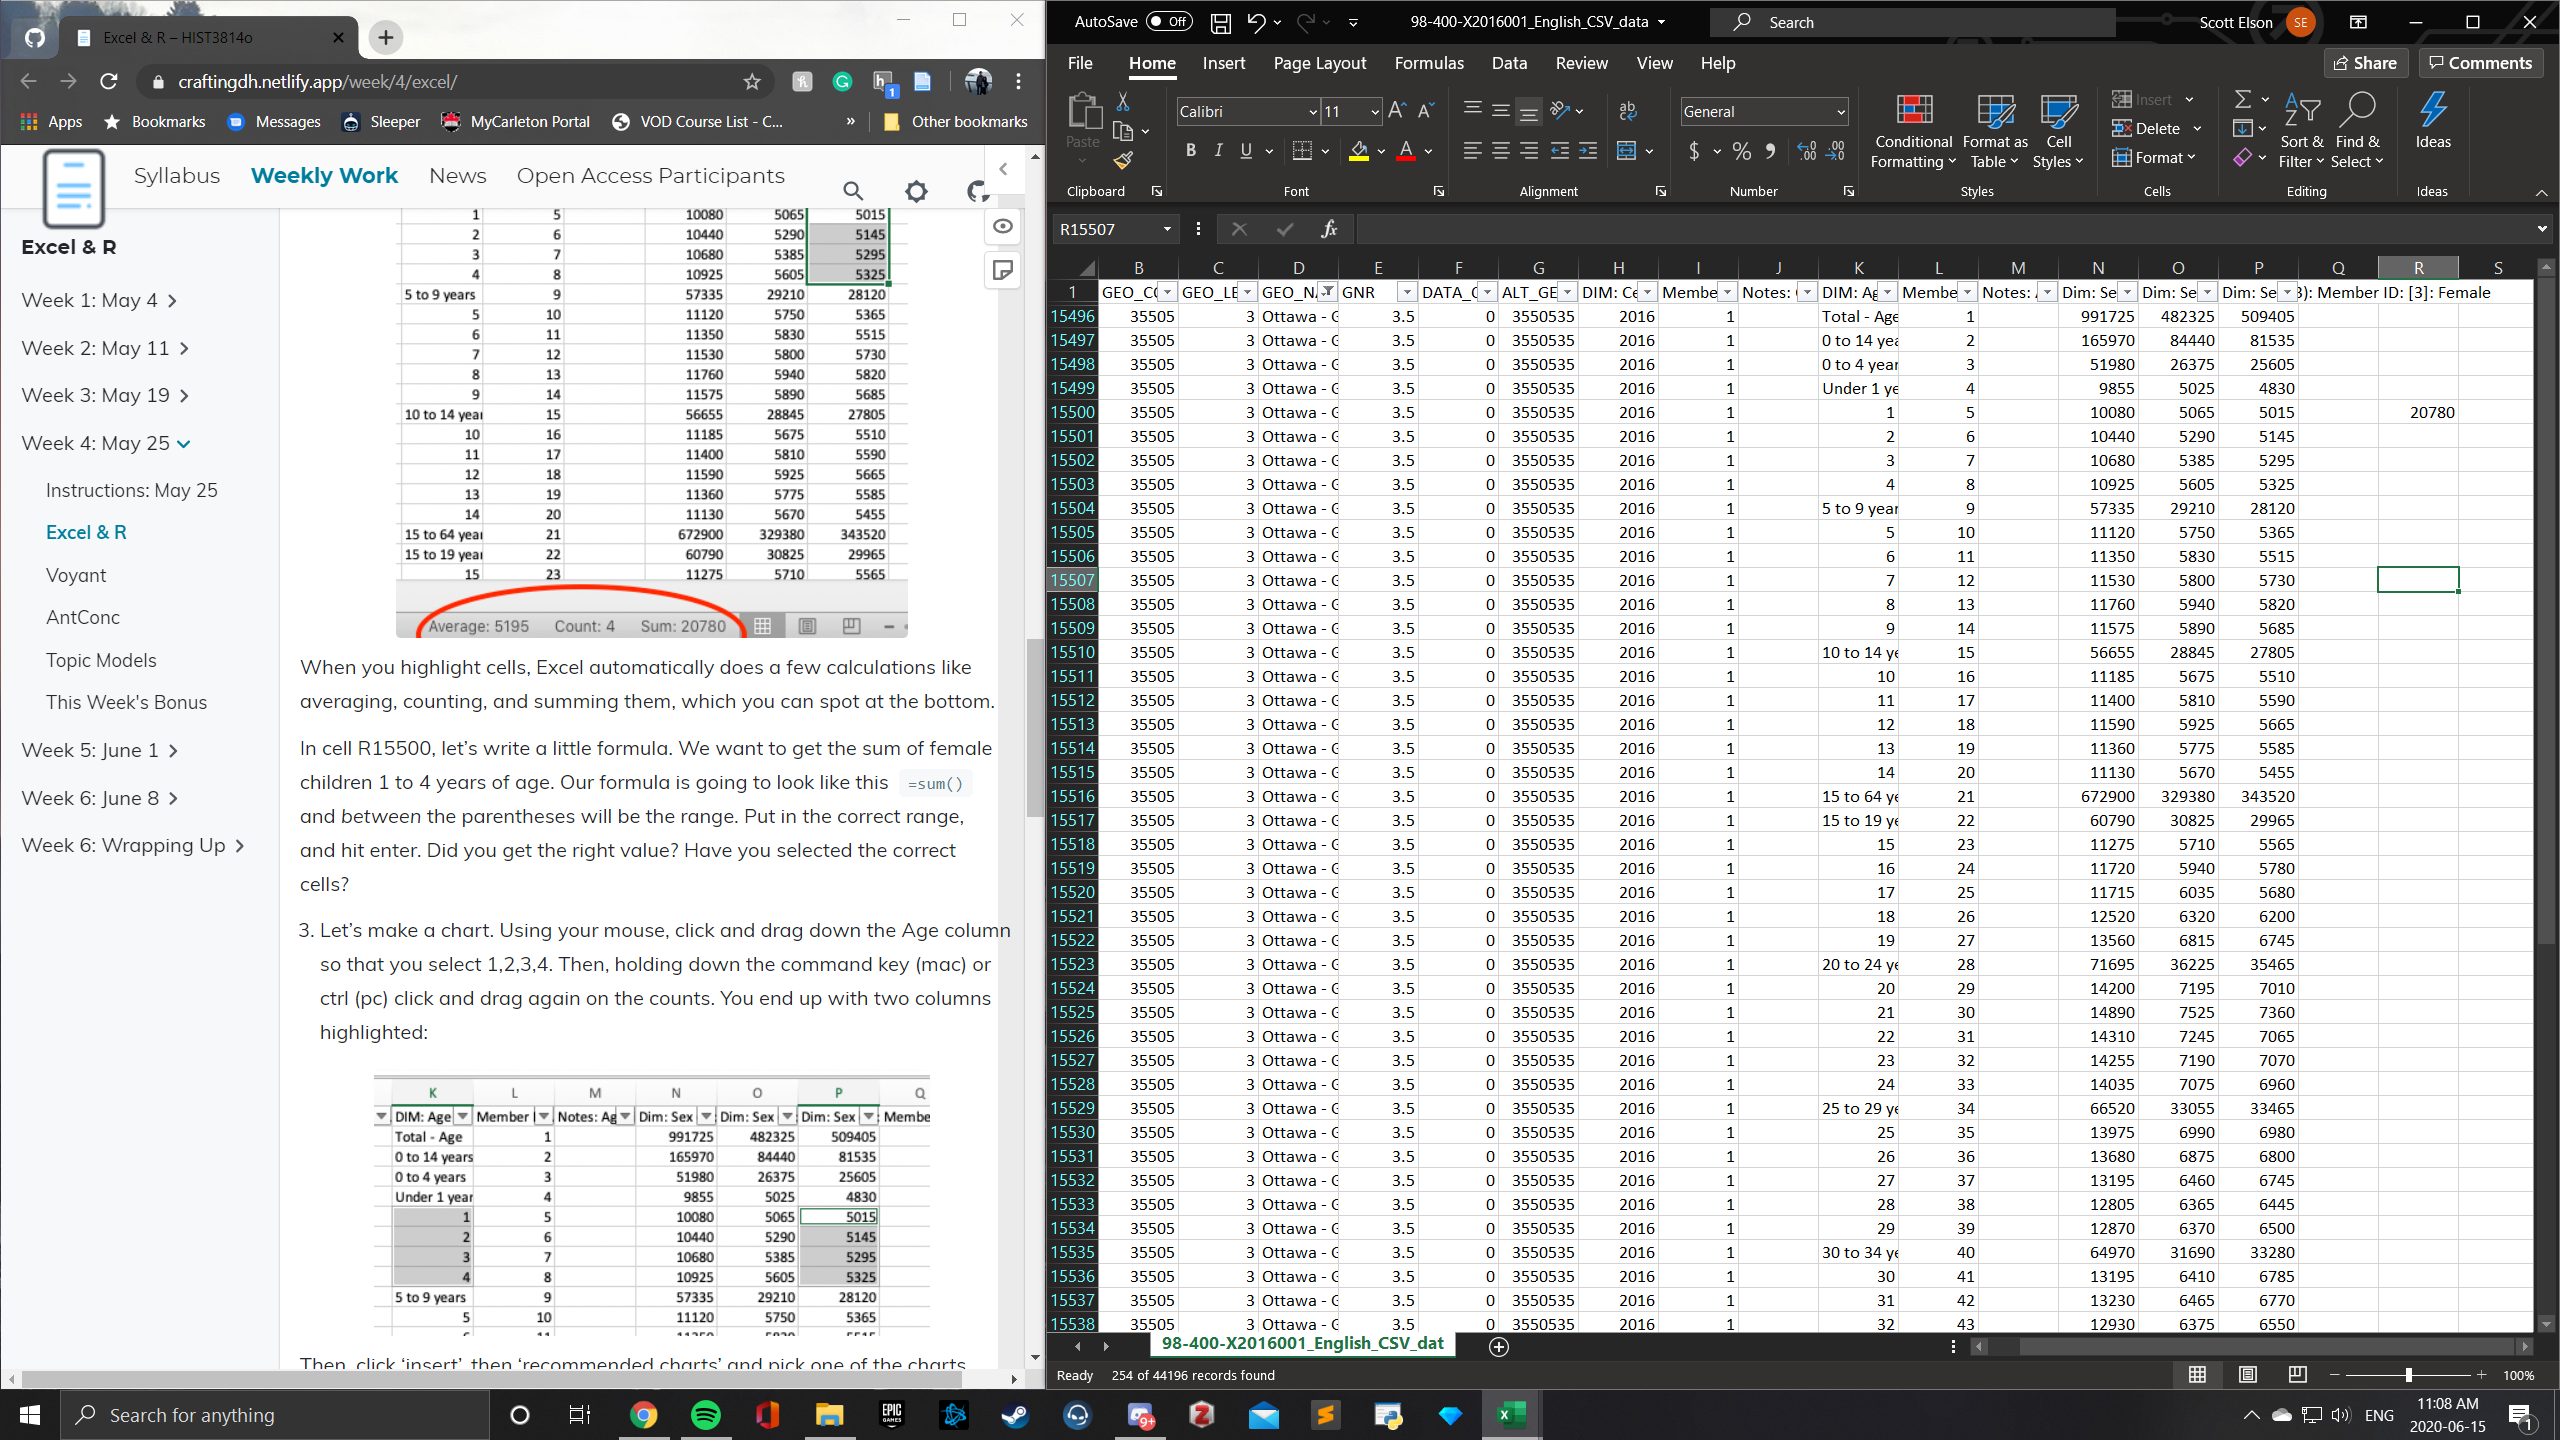 Excel & R – HIST3814o
craftingdh.netlify.app/week/4/excel/
Apps Bookmarks Messages Sleeper MyCarleton Portal VOD Course List - C... » Other bookmarks
Syllabus Weekly Work News Open Access Participants
Excel & R
Week 1: May 4
Week 2: May 11
Week 3: May 19
Week 4: May 25
Instructions: May 25
Excel & R
Voyant
AntConc
Topic Models
This Week's Bonus
Week 5: June 1
Week 6: June 8
Week 6: Wrapping Up
1 5 10080 5065 5015
2 6 10440 5290 5145
3 7 10680 5385 5295
4 8 10925 5605 5325
5 to 9 years 9 57335 29210 28120
5 10 11120 5750 5365
6 11 11350 5830 5515
7 12 11530 5800 5730
8 13 11760 5940 5820
9 14 11575 5890 5685
10 to 14 year 15 56655 28845 27805
10 16 11185 5675 5510
11 17 11400 5810 5590
12 18 11590 5925 5665
13 19 11360 5775 5585
14 20 11130 5670 5455
15 to 64 year 21 672900 329380 343520
15 to 19 year 22 60790 30825 29965
15 23 11275 5710 5565
Average: 5195 Count: 4 Sum: 20780
When you highlight cells, Excel automatically does a few calculations like
averaging, counting, and summing them, which you can spot at the bottom.
In cell R15500, let's write a little formula. We want to get the sum of female
children 1 to 4 years of age. Our formula is going to look like this =sum()
and between the parentheses will be the range. Put in the correct range,
and hit enter. Did you get the right value? Have you selected the correct
cells?
3. Let's make a chart. Using your mouse, click and drag down the Age column
so that you select 1,2,3,4. Then, holding down the command key (mac) or
ctrl (pc) click and drag again on the counts. You end up with two columns
highlighted:
K L M N O P Q
DIM: Age Member Notes: Ag Dim: Sex Dim: Sex Dim: Sex Membe
Total - Age 1 991725 482325 509405
0 to 14 years 2 165970 84440 81535
0 to 4 years 3 51980 26375 25605
Under 1 year 4 9855 5025 4830
1 5 10080 5065 5015
2 6 10440 5290 5145
3 7 10680 5385 5295
4 8 10925 5605 5325
5 to 9 years 9 57335 29210 28120
5 10 11120 5750 5365
Then, click 'insert', then 'recommended charts' and pick one of the charts
AutoSave Off 98-400-X2016001_English_CSV_data Search Scott Elson SE
File Home Insert Page Layout Formulas Data Review View Help Share Comments
Paste Calibri 11 General Conditional Formatting Format as Table Cell Styles Insert Delete Format Sort & Filter Find & Select Ideas
Clipboard Font Alignment Number Styles Cells Editing Ideas
R15507 fx
B C D E F G H I J K L M N O P Q R S
1 GEO_CO GEO_LE GEO_NA GNR DATA_Q ALT_GE DIM: Ce Membe Notes: DIM: Ag Membe Notes: Dim: Se Dim: Se Dim: Se 3): Member ID: [3]: Female
15496 35505 3 Ottawa - G 3.5 0 3550535 2016 1 Total - Age 1 991725 482325 509405
15497 35505 3 Ottawa - G 3.5 0 3550535 2016 1 0 to 14 yea 2 165970 84440 81535
15498 35505 3 Ottawa - G 3.5 0 3550535 2016 1 0 to 4 year 3 51980 26375 25605
15499 35505 3 Ottawa - G 3.5 0 3550535 2016 1 Under 1 ye 4 9855 5025 4830
15500 35505 3 Ottawa - G 3.5 0 3550535 2016 1 1 5 10080 5065 5015 20780
15501 35505 3 Ottawa - G 3.5 0 3550535 2016 1 2 6 10440 5290 5145
15502 35505 3 Ottawa - G 3.5 0 3550535 2016 1 3 7 10680 5385 5295
15503 35505 3 Ottawa - G 3.5 0 3550535 2016 1 4 8 10925 5605 5325
15504 35505 3 Ottawa - G 3.5 0 3550535 2016 1 5 to 9 year 9 57335 29210 28120
15505 35505 3 Ottawa - G 3.5 0 3550535 2016 1 5 10 11120 5750 5365
15506 35505 3 Ottawa - G 3.5 0 3550535 2016 1 6 11 11350 5830 5515
15507 35505 3 Ottawa - G 3.5 0 3550535 2016 1 7 12 11530 5800 5730
15508 35505 3 Ottawa - G 3.5 0 3550535 2016 1 8 13 11760 5940 5820
15509 35505 3 Ottawa - G 3.5 0 3550535 2016 1 9 14 11575 5890 5685
15510 35505 3 Ottawa - G 3.5 0 3550535 2016 1 10 to 14 ye 15 56655 28845 27805
15511 35505 3 Ottawa - G 3.5 0 3550535 2016 1 10 16 11185 5675 5510
15512 35505 3 Ottawa - G 3.5 0 3550535 2016 1 11 17 11400 5810 5590
15513 35505 3 Ottawa - G 3.5 0 3550535 2016 1 12 18 11590 5925 5665
15514 35505 3 Ottawa - G 3.5 0 3550535 2016 1 13 19 11360 5775 5585
15515 35505 3 Ottawa - G 3.5 0 3550535 2016 1 14 20 11130 5670 5455
15516 35505 3 Ottawa - G 3.5 0 3550535 2016 1 15 to 64 ye 21 672900 329380 343520
15517 35505 3 Ottawa - G 3.5 0 3550535 2016 1 15 to 19 ye 22 60790 30825 29965
15518 35505 3 Ottawa - G 3.5 0 3550535 2016 1 15 23 11275 5710 5565
15519 35505 3 Ottawa - G 3.5 0 3550535 2016 1 16 24 11720 5940 5780
15520 35505 3 Ottawa - G 3.5 0 3550535 2016 1 17 25 11715 6035 5680
15521 35505 3 Ottawa - G 3.5 0 3550535 2016 1 18 26 12520 6320 6200
15522 35505 3 Ottawa - G 3.5 0 3550535 2016 1 19 27 13560 6815 6745
15523 35505 3 Ottawa - G 3.5 0 3550535 2016 1 20 to 24 ye 28 71695 36225 35465
15524 35505 3 Ottawa - G 3.5 0 3550535 2016 1 20 29 14200 7195 7010
15525 35505 3 Ottawa - G 3.5 0 3550535 2016 1 21 30 14890 7525 7360
15526 35505 3 Ottawa - G 3.5 0 3550535 2016 1 22 31 14310 7245 7065
15527 35505 3 Ottawa - G 3.5 0 3550535 2016 1 23 32 14255 7190 7070
15528 35505 3 Ottawa - G 3.5 0 3550535 2016 1 24 33 14035 7075 6960
15529 35505 3 Ottawa - G 3.5 0 3550535 2016 1 25 to 29 ye 34 66520 33055 33465
15530 35505 3 Ottawa - G 3.5 0 3550535 2016 1 25 35 13975 6990 6980
15531 35505 3 Ottawa - G 3.5 0 3550535 2016 1 26 36 13680 6875 6800
15532 35505 3 Ottawa - G 3.5 0 3550535 2016 1 27 37 13195 6460 6745
15533 35505 3 Ottawa - G 3.5 0 3550535 2016 1 28 38 12805 6365 6445
15534 35505 3 Ottawa - G 3.5 0 3550535 2016 1 29 39 12870 6370 6500
15535 35505 3 Ottawa - G 3.5 0 3550535 2016 1 30 to 34 ye 40 64970 31690 33280
15536 35505 3 Ottawa - G 3.5 0 3550535 2016 1 30 41 13195 6410 6785
15537 35505 3 Ottawa - G 3.5 0 3550535 2016 1 31 42 13230 6465 6770
15538 35505 3 Ottawa - G 3.5 0 3550535 2016 1 32 43 12930 6375 6550
98-400-X2016001_English_CSV_dat
Ready 254 of 44196 records found 100%
Search for anything EPIC GAMES 9+ ENG 11:08 AM
2020-06-15 1